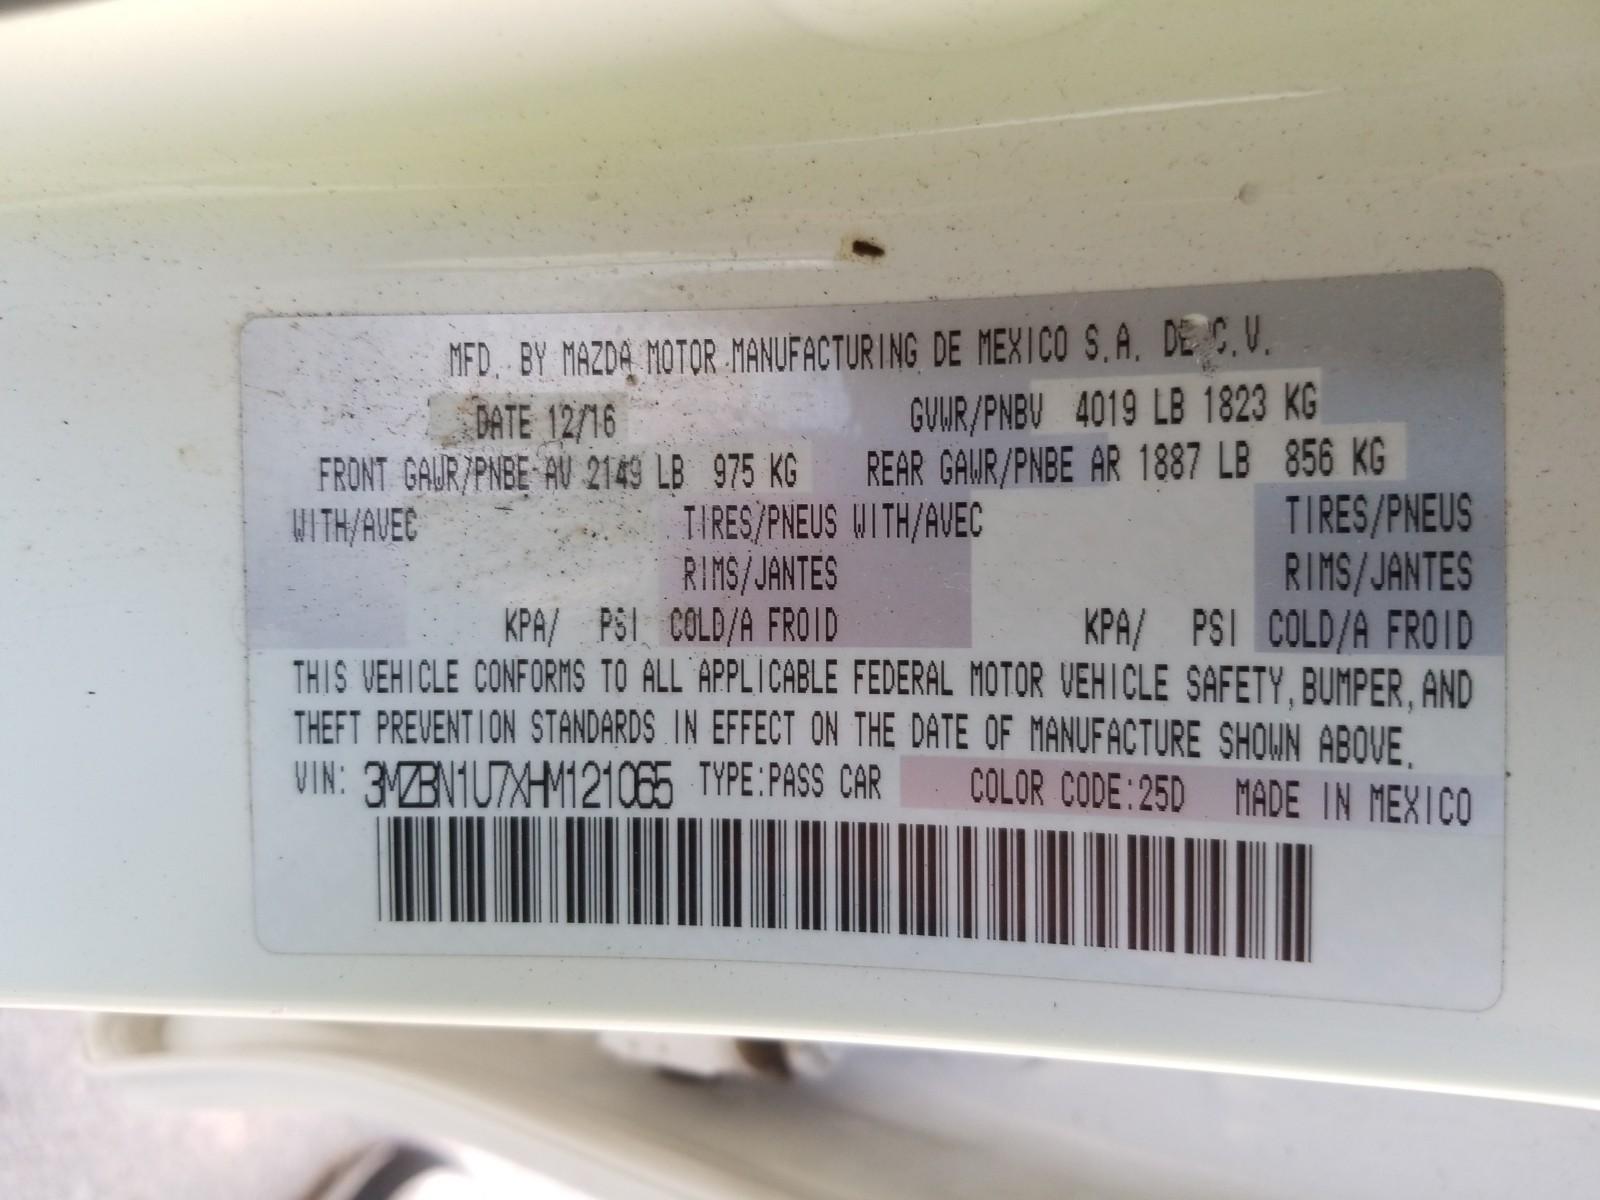 MFD. BY MAZDA MOTOR MANUFACTURING DE MEXICO S.A. DE C.V.
DATE 12/16 GVWR/PNBV 4019 LB 1823 KG
FRONT GAWR/PNBE AV 2149 LB 975 KG REAR GAWR/PNBE AR 1887 LB 856 KG
WITH/AVEC TIRES/PNEUS WITH/AVEC TIRES/PNEUS
RIMS/JANTES RIMS/JANTES
KPA/ PSI COLD/A FROID KPA/ PSI COLD/A FROID
THIS VEHICLE CONFORMS TO ALL APPLICABLE FEDERAL MOTOR VEHICLE SAFETY, BUMPER, AND
THEFT PREVENTION STANDARDS IN EFFECT ON THE DATE OF MANUFACTURE SHOWN ABOVE.
VIN: 3MZBN1U7XHM121065 TYPE:PASS CAR COLOR CODE:25D MADE IN MEXICO